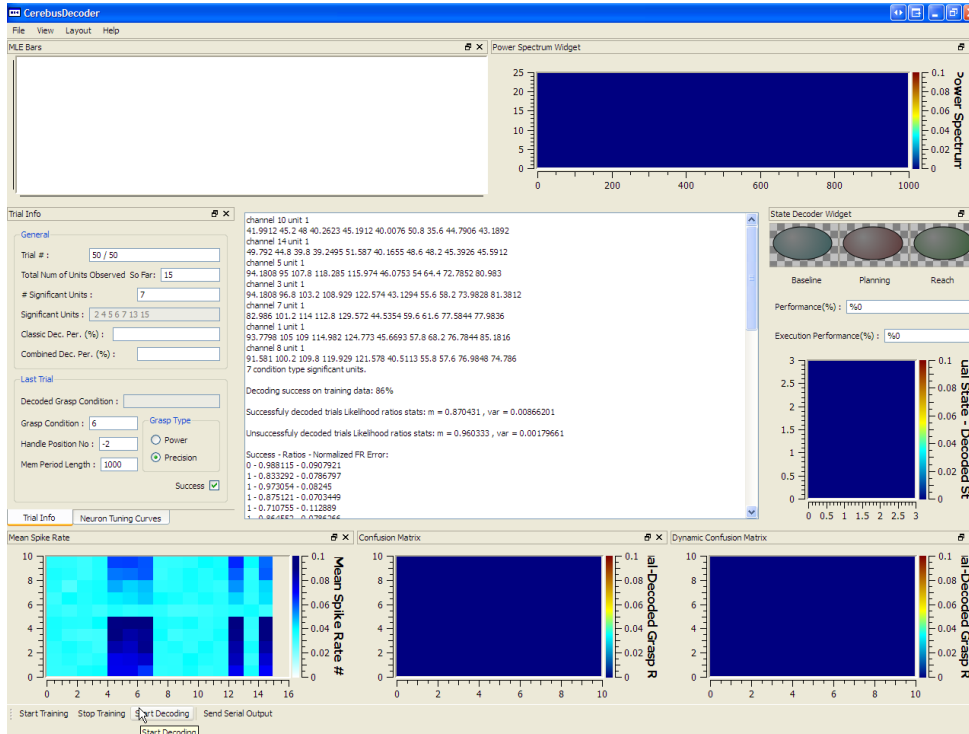 CerebusDecoder
File View Layout Help
MLE Bars
Power Spectrum Widget
25
20
15
10
5
0
0 200 400 600 800 1000
0.1
0.08
0.06
0.04
0.02
0
Power Spectrum
Trial Info
General
Trial # : 50 / 50
Total Num of Units Observed So Far: 15
# Significant Units : 7
Significant Units : 2 4 5 6 7 13 15
Classic Dec. Per. (%) :
Combined Dec. Per. (%) :
Last Trial
Decoded Grasp Condition :
Grasp Condition : 6
Handle Position No : -2
Mem Period Length : 1000
Grasp Type
Power
Precision
Success
Trial Info Neuron Tuning Curves
channel 10 unit 1
41.9912 45.2 48 40.2623 45.1912 40.0076 50.8 35.6 44.7906 43.1892
channel 14 unit 1
49.792 44.8 39.8 39.2495 51.587 40.1655 48.6 48.2 45.3926 45.5912
channel 5 unit 1
94.1808 95 107.8 118.285 115.974 46.0753 54 64.4 72.7852 80.983
channel 3 unit 1
94.1808 96.8 103.2 108.929 122.574 43.1294 55.6 58.2 73.9828 81.3812
channel 7 unit 1
82.986 101.2 114 112.8 129.572 44.5354 59.6 61.6 77.5844 77.9836
channel 1 unit 1
93.7798 105 109 114.982 124.773 45.6693 57.8 68.2 76.7844 85.1816
channel 8 unit 1
91.581 100.2 109.8 119.929 121.578 40.5113 55.8 57.6 76.9848 74.786
7 condition type significant units.
Decoding success on training data: 86%
Successfuly decoded trials Likelihood ratios stats: m = 0.870431 , var = 0.00866201
Unsuccessfuly decoded trials Likelihood ratios stats: m = 0.960333 , var = 0.00179661
Success - Ratios - Normalized FR Error:
0 - 0.988115 - 0.0907921
1 - 0.833292 - 0.0786797
1 - 0.973054 - 0.08245
1 - 0.875121 - 0.0703449
1 - 0.710755 - 0.112889
1 - 0.864552 - 0.0786266
State Decoder Widget
Baseline Planning Reach
Performance(%) : %0
Execution Performance(%) : %0
3
2.5
2
1.5
1
0.5
0
0 0.5 1 1.5 2 2.5 3
0.1
0.08
0.06
0.04
0.02
0
ual State - Decoded St
Mean Spike Rate
10
8
6
4
2
0
0 2 4 6 8 10 12 14 16
0.1
0.08
0.06
0.04
0.02
0
Mean Spike Rate #
Confusion Matrix
10
8
6
4
2
0
0 2 4 6 8 10
0.1
0.08
0.06
0.04
0.02
0
ial-Decoded Grasp R
Dynamic Confusion Matrix
10
8
6
4
2
0
0 2 4 6 8 10
0.1
0.08
0.06
0.04
0.02
0
ial-Decoded Grasp R
Start Training Stop Training Start Decoding Send Serial Output
Start Decoding